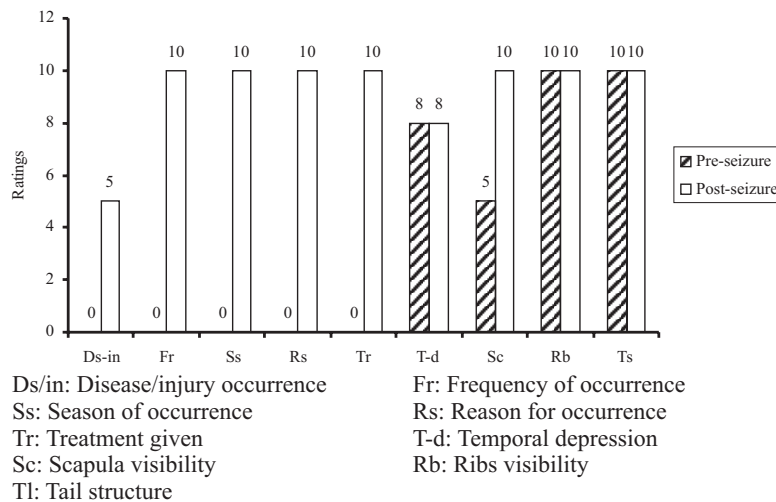 12
10 10 10 10 10 10 10 10 10
10
8 8
8
Ratings
6
5 5
4
2
0 0 0 0 0
0
Pre-seizure
Post-seizure
Ds-in Fr Ss Rs Tr T-d Sc Rb Ts
Ds/in: Disease/injury occurrence Fr: Frequency of occurrence
Ss: Season of occurrence Rs: Reason for occurrence
Tr: Treatment given T-d: Temporal depression
Sc: Scapula visibility Rb: Ribs visibility
Tl: Tail structure